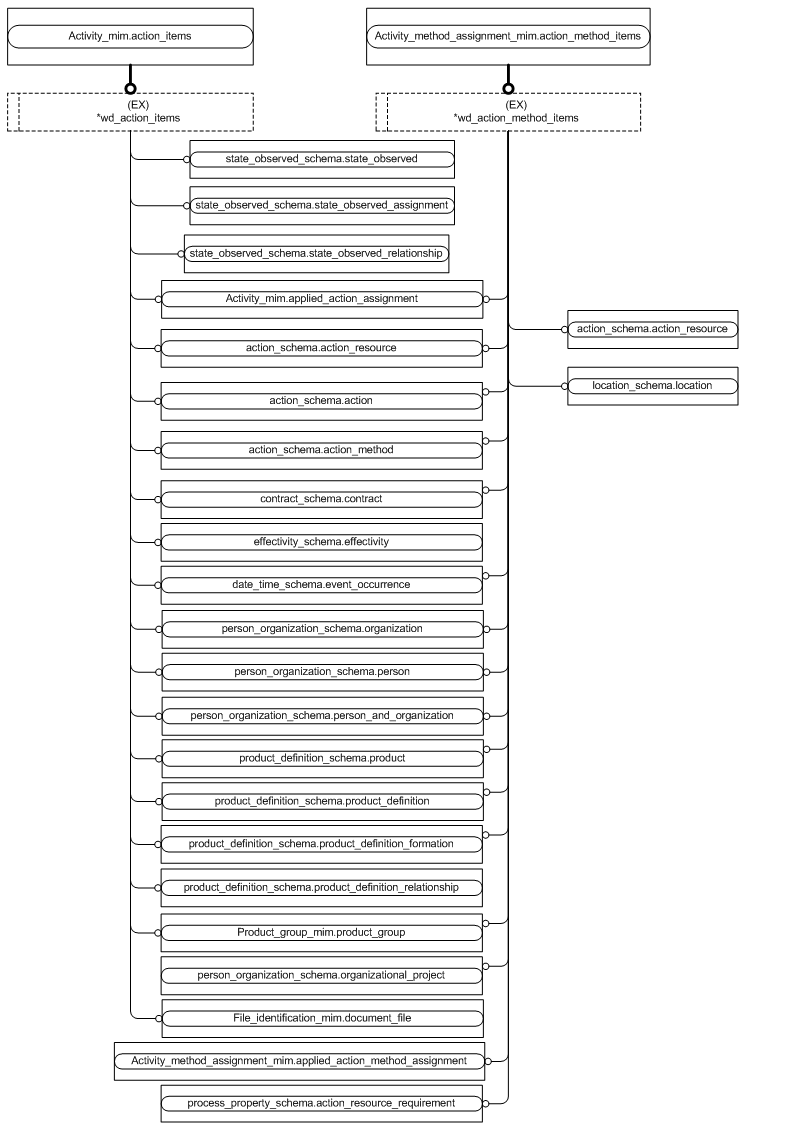 Activity_mim.action_items
Activity_method_assignment_mim.action_method_items
(EX)
*wd_action_items
(EX)
*wd_action_method_items
state_observed_schema.state_observed
state_observed_schema.state_observed_assignment
state_observed_schema.state_observed_relationship
Activity_mim.applied_action_assignment
action_schema.action_resource
action_schema.action_resource
location_schema.location
action_schema.action
action_schema.action_method
contract_schema.contract
effectivity_schema.effectivity
date_time_schema.event_occurrence
person_organization_schema.organization
person_organization_schema.person
person_organization_schema.person_and_organization
product_definition_schema.product
product_definition_schema.product_definition
product_definition_schema.product_definition_formation
product_definition_schema.product_definition_relationship
Product_group_mim.product_group
person_organization_schema.organizational_project
File_identification_mim.document_file
Activity_method_assignment_mim.applied_action_method_assignment
process_property_schema.action_resource_requirement